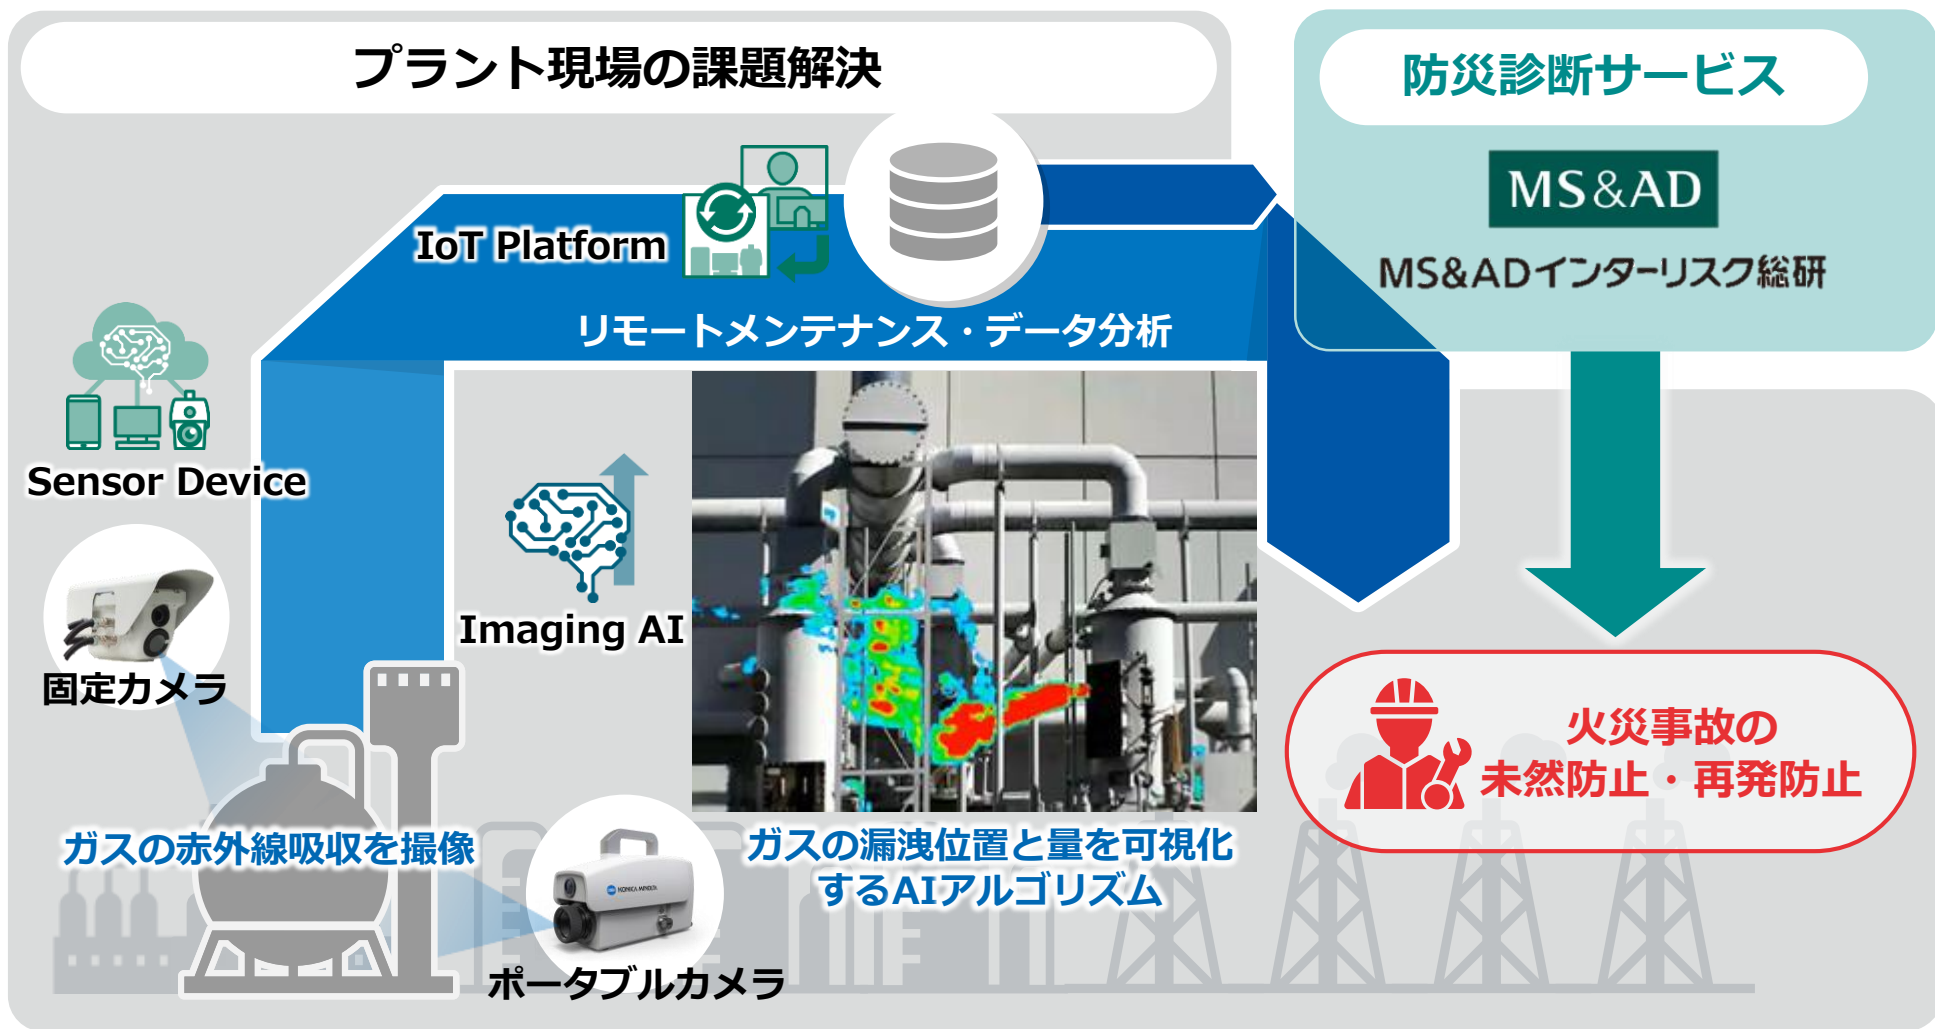 プラント現場の課題解決
防災診断サービス
MS&AD
MS&ADインターリスク総研
IoT Platform
リモートメンテナンス・データ分析
Sensor Device
Imaging AI
固定カメラ
ガスの赤外線吸収を撮像
KONICA MINOLTA
ポータブルカメラ
ガスの漏洩位置と量を可視化
するAIアルゴリズム
火災事故の
未然防止・再発防止